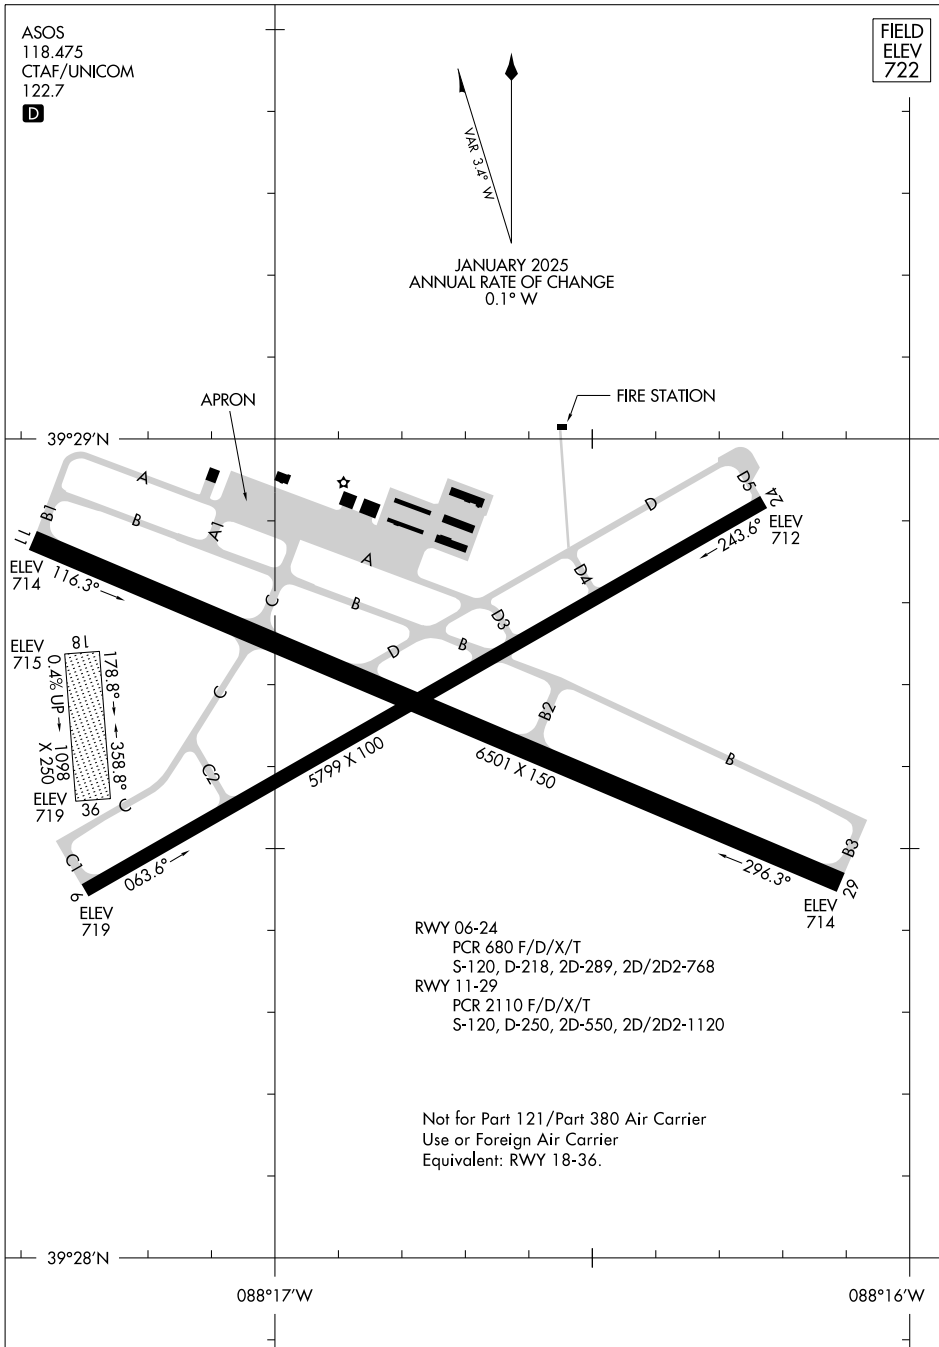 ASOS
118.475
CTAF/UNICOM
122.7
D
FIELD
ELEV
722
VAR 3.4° W
JANUARY 2025
ANNUAL RATE OF CHANGE
0.1° W
APRON
FIRE STATION
39°29'N
A
B1
B
A1
11
ELEV
714
116.3°
D
D5
24
243.6°
ELEV
712
A
D4
C
B
D3
B
D
ELEV
715
18
178.8°
0.4% UP
1098
X 250
358.8°
36
ELEV
719
C
C
C2
C1
B2
B
5799 X 100
6501 X 150
B3
063.6°
6
ELEV
719
296.3°
29
ELEV
714
RWY 06-24
PCR 680 F/D/X/T
S-120, D-218, 2D-289, 2D/2D2-768
RWY 11-29
PCR 2110 F/D/X/T
S-120, D-250, 2D-550, 2D/2D2-1120
Not for Part 121/Part 380 Air Carrier
Use or Foreign Air Carrier
Equivalent: RWY 18-36.
39°28'N
088°17'W
088°16'W